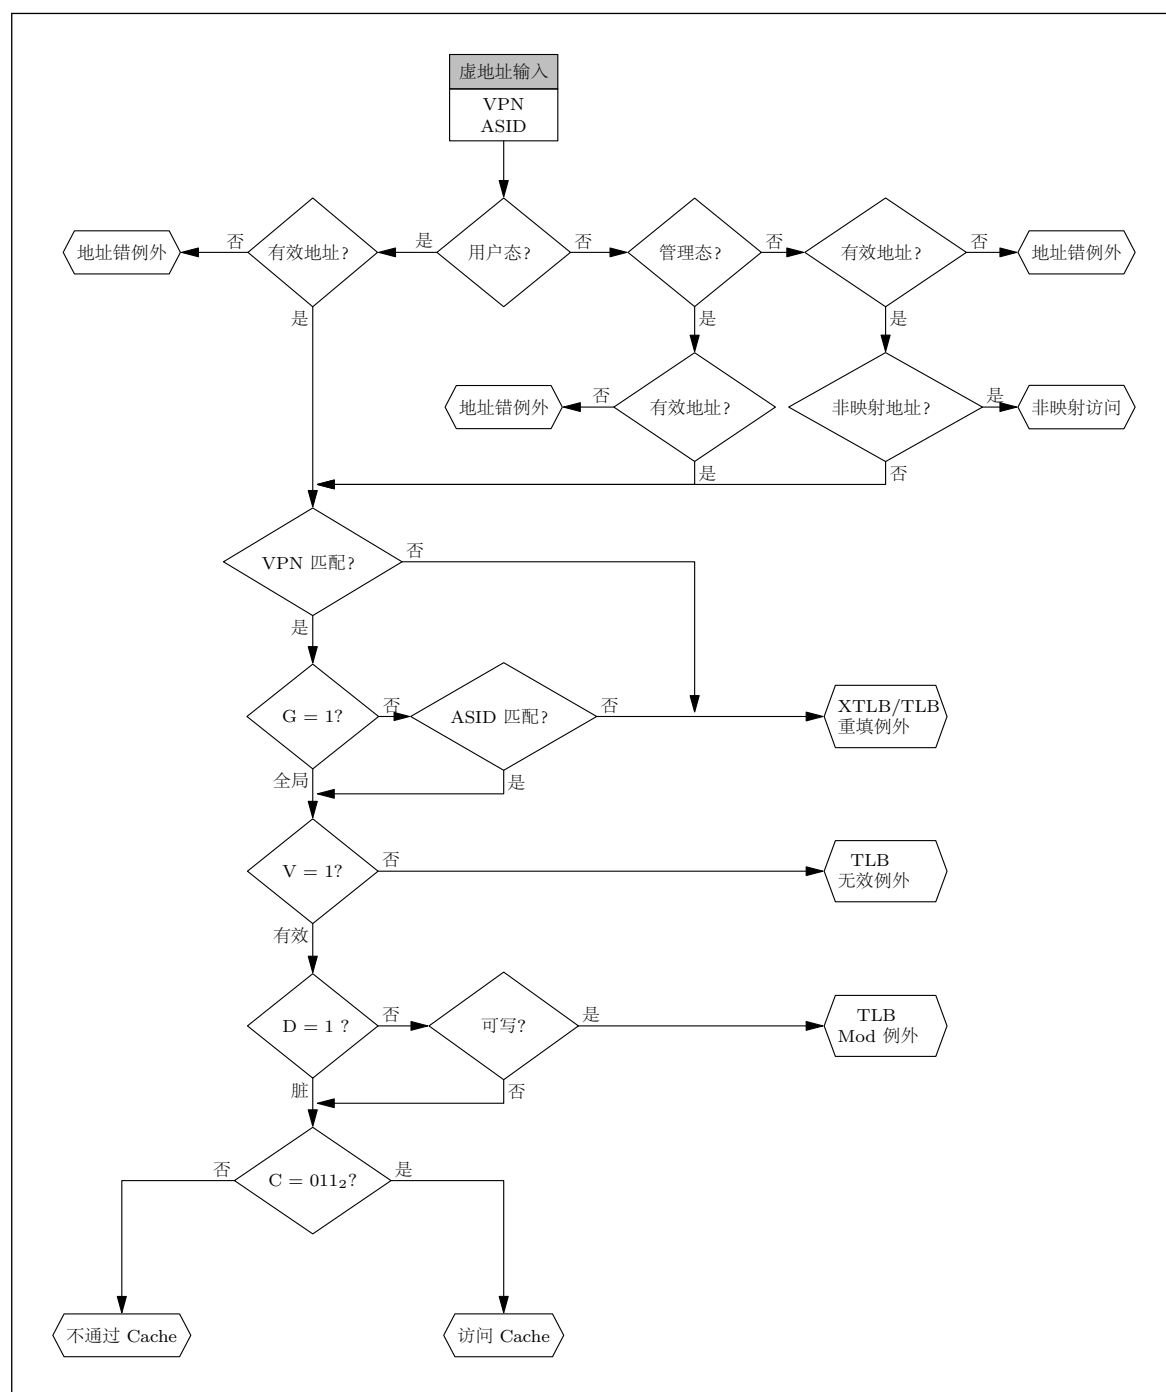 虚地址输入
VPN
ASID
地址错例外
否
有效地址?
是
用户态?
否
管理态?
否
有效地址?
否
地址错例外
是
是
是
地址错例外
否
有效地址?
非映射地址?
是
非映射访问
是
否
VPN 匹配?
否
是
G = 1?
否
ASID 匹配?
否
XTLB/TLB
重填例外
全局
是
V = 1?
否
TLB
无效例外
有效
D = 1 ?
否
可写?
是
TLB
Mod 例外
脏
否
否
C = 011₂?
是
不通过 Cache
访问 Cache